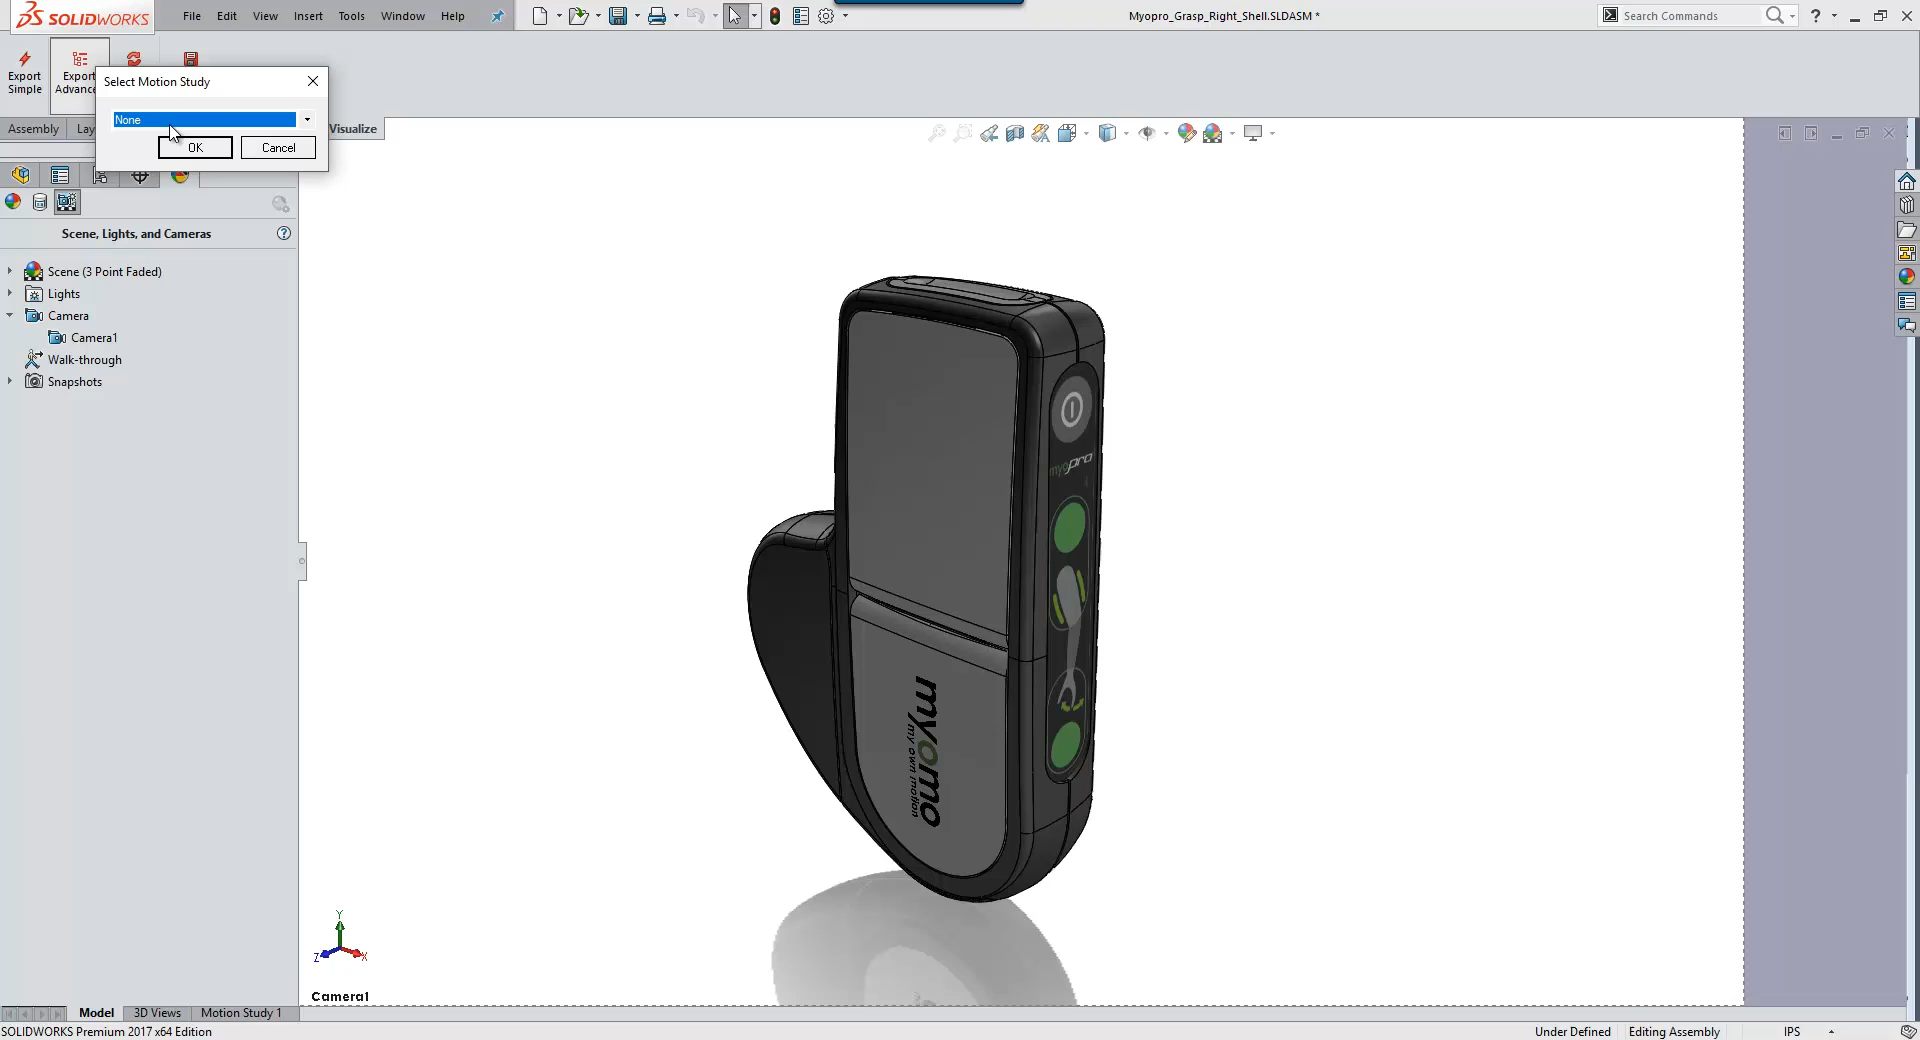 SOLIDWORKS
File Edit View Insert Tools Window Help
Myopro_Grasp_Right_Shell.SLDASM *
Search Commands
?
Export Simple
Export Advance
Select Motion Study
None
OK Cancel
Assembly Lay
Visualize
Scene, Lights, and Cameras
Scene (3 Point Faded)
Lights
Camera
Camera1
Walk-through
Snapshots
myopro
myomo
my own motion
Y
Z X
Camera1
Model 3D Views Motion Study 1
SOLIDWORKS Premium 2017 x64 Edition
Under Defined Editing Assembly IPS